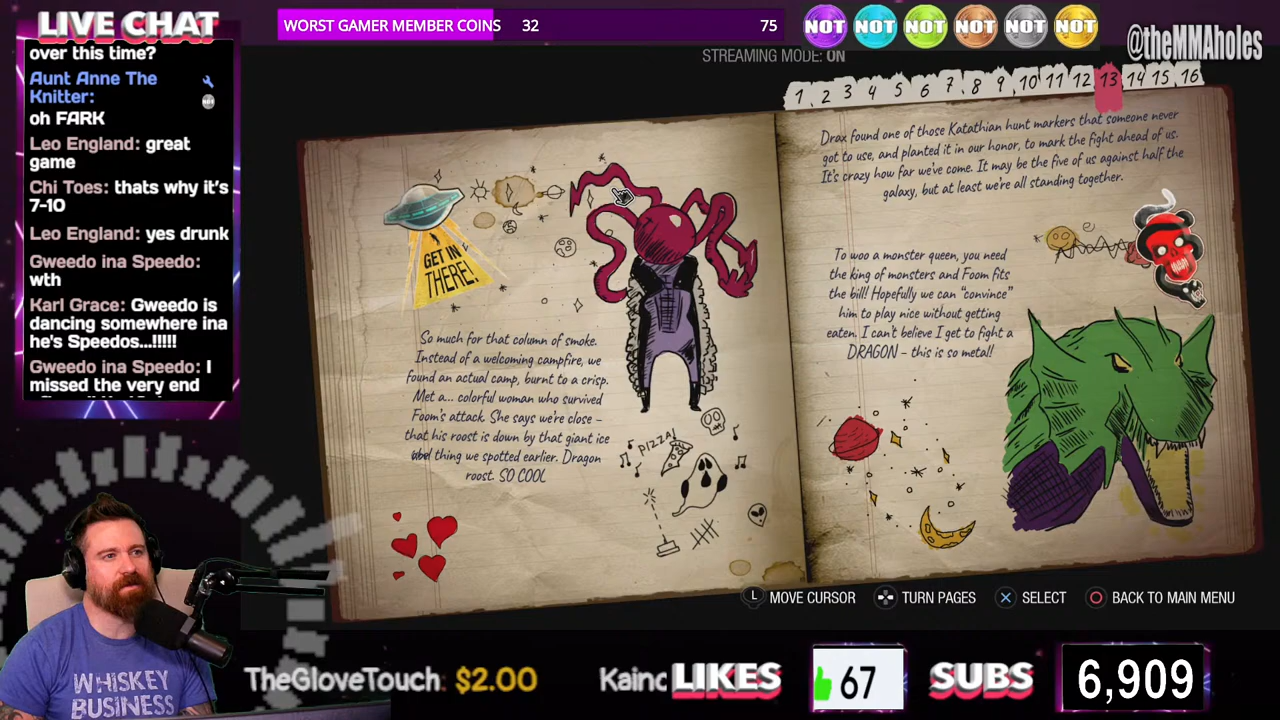 LIVE CHAT
over this time?
Aunt Anne The
Knitter:
oh FARK
Leo England: great
game
Chi Toes: thats why it's
7-10
Leo England: yes drunk
Gweedo ina Speedo:
wth
Karl Grace: Gweedo is
dancing somewhere ina
he's Speedos...!!!!!
Gweedo ina Speedo: I
missed the very end
WORST GAMER MEMBER COINS 32 75
NOT NOT NOT NOT NOT NOT
@theMMAholes
STREAMING MODE: ON
1 2 3 4 5 6 7 8 9 10 11 12 13 14 15 16
GET IN
THERE!
So much for that column of smoke.
Instead of a welcoming campfire, we
found an actual camp, burnt to a crisp.
Met a... colorful woman who survived
Foom's attack. She says we're close –
that his roost is down by that giant ice
thing we spotted earlier. Dragon
roost. SO COOL
PIZZA!
Drax found one of those Katathian hunt markers that someone never
got to use, and planted it in our honor, to mark the fight ahead of us.
It's crazy how far we've come. It may be the five of us against half the
galaxy, but at least we're all standing together.
To woo a monster queen, you need
the king of monsters and Foom fits
the bill! Hopefully we can "convince"
him to play nice without getting
eaten. I can't believe I get to fight a
DRAGON – this is so metal!
L MOVE CURSOR TURN PAGES SELECT BACK TO MAIN MENU
WHISKEY
BUSINESS
TheGloveTouch: $2.00 Kainc
LIKES 67 SUBS 6,909